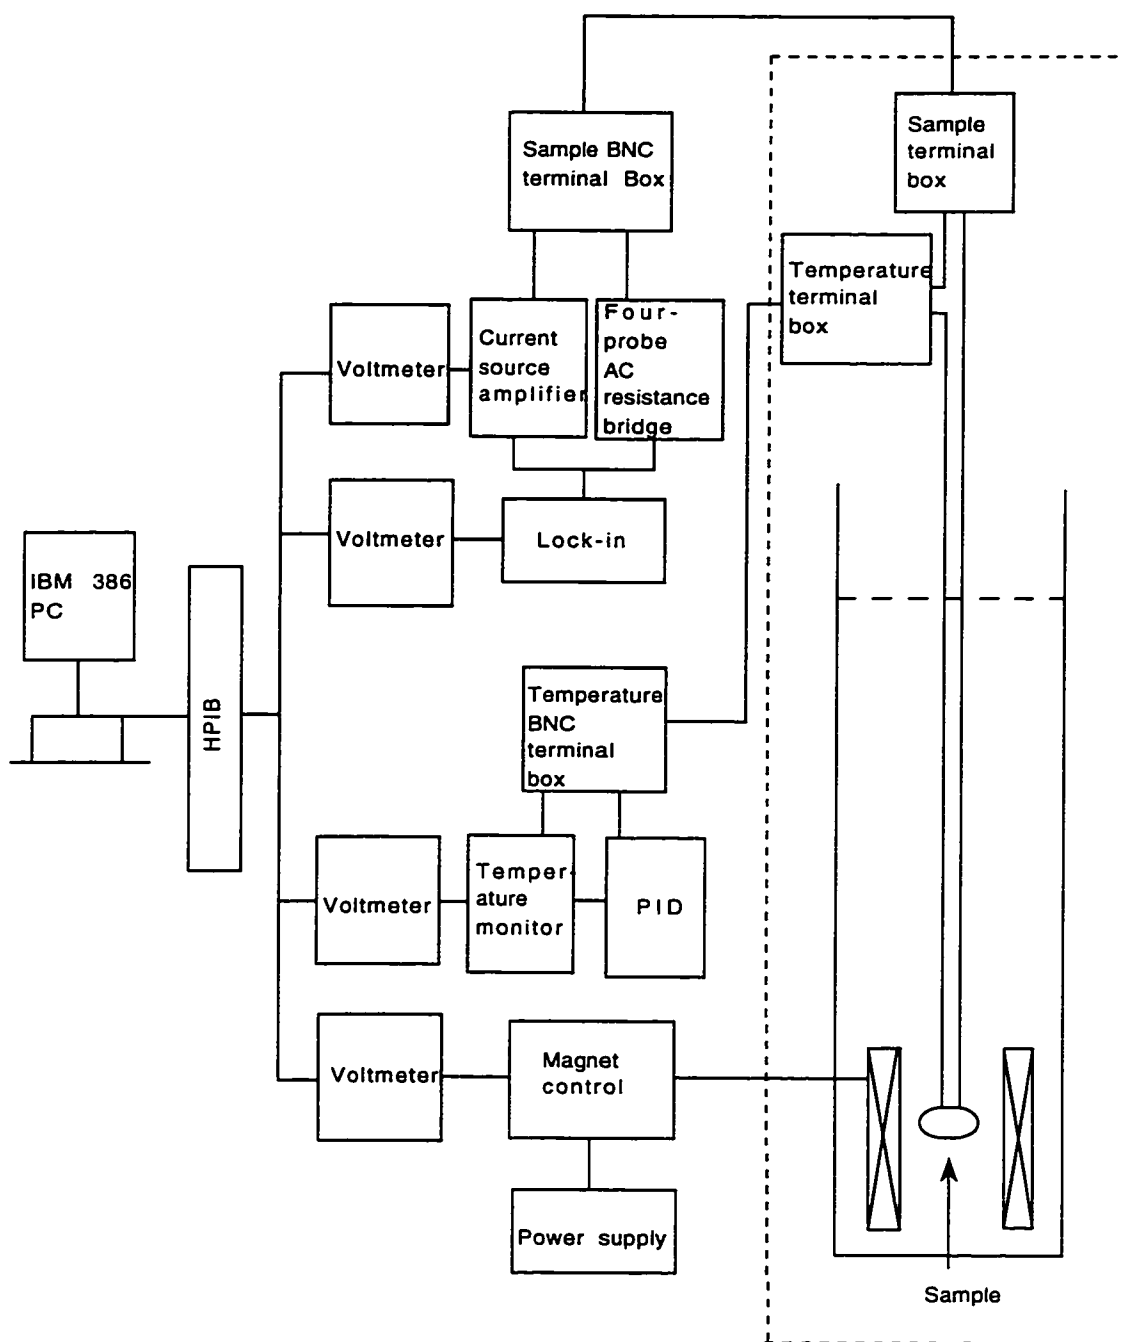 Sample BNC
terminal Box
Sample
terminal
box
Temperature
terminal
box
Voltmeter
Current
source
amplifier
Four-
probe
AC
resistance
bridge
Voltmeter
Lock-in
IBM 386
PC
HPIB
Temperature
BNC
terminal
box
Voltmeter
Temper-
ature
monitor
PID
Voltmeter
Magnet
control
Power supply
Sample